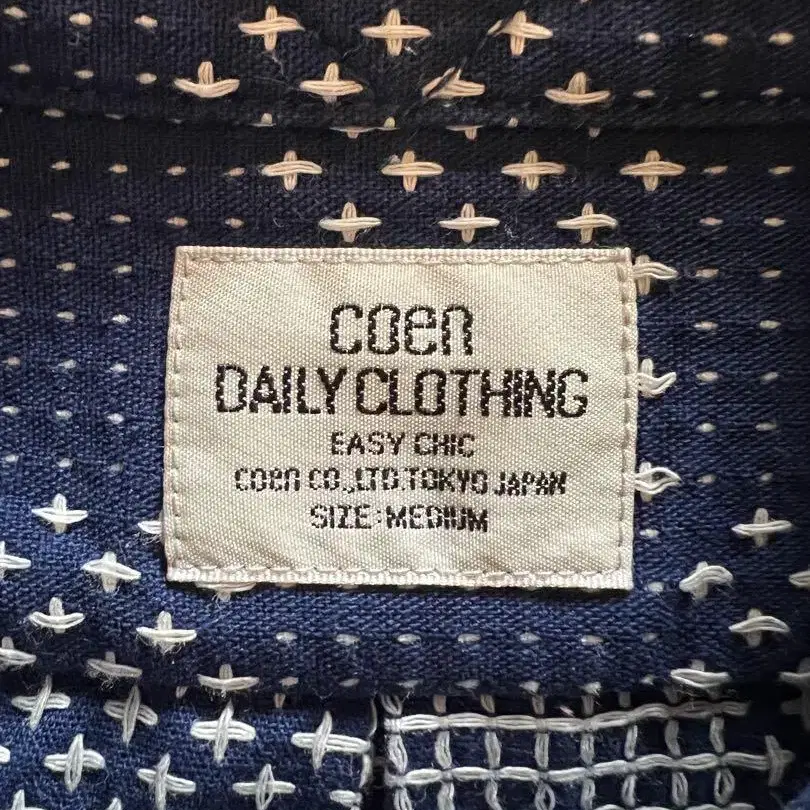 coen
DAILY CLOTHING
EASY CHIC
coen CO.,LTD.TOKYO JAPAN
SIZE:MEDIUM